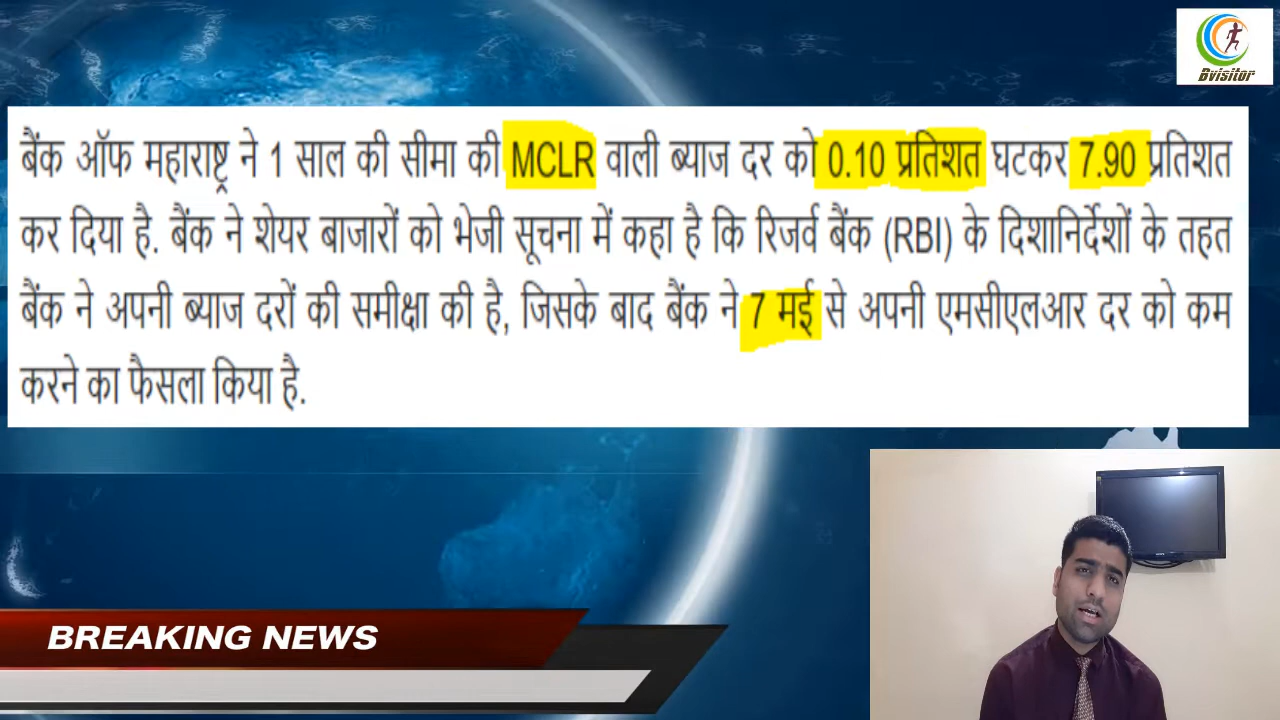 Bvisitor
बैंक ऑफ महाराष्ट्र ने 1 साल की सीमा की MCLR वाली ब्याज दर को 0.10 प्रतिशत घटकर 7.90 प्रतिशत
कर दिया है. बैंक ने शेयर बाजारों को भेजी सूचना में कहा है कि रिजर्व बैंक (RBI) के दिशानिर्देशों के तहत
बैंक ने अपनी ब्याज दरों की समीक्षा की है, जिसके बाद बैंक ने 7 मई से अपनी एमसीएलआर दर को कम
करने का फैसला किया है.
BREAKING NEWS